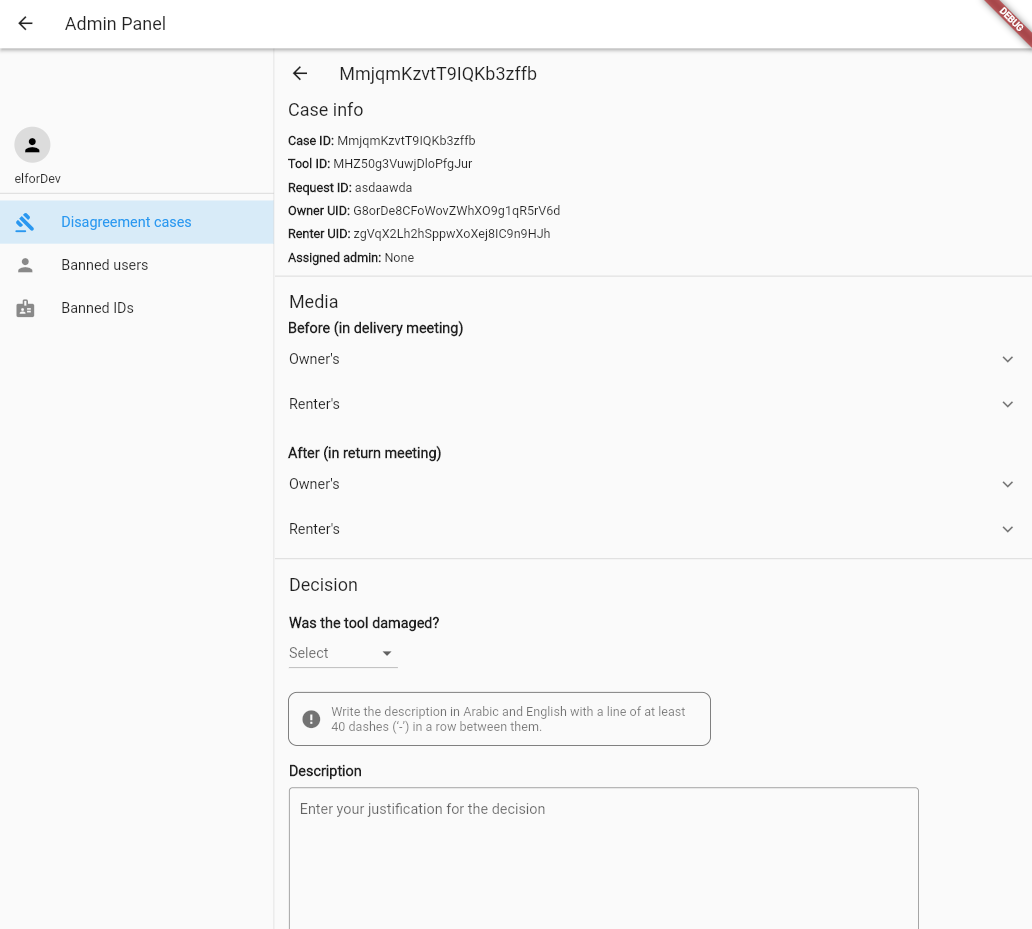 Admin Panel
DEBUG
elforDev
Disagreement cases
Banned users
Banned IDs
MmjqmKzvtT9IQKb3zffb
Case info
Case ID: MmjqmKzvtT9IQKb3zffb
Tool ID: MHZ50g3VuwjDloPfgJur
Request ID: asdaawda
Owner UID: G8orDe8CFoWovZWhXO9g1qR5rV6d
Renter UID: zgVqX2Lh2hSppwXoXej8IC9n9HJh
Assigned admin: None
Media
Before (in delivery meeting)
Owner's
Renter's
After (in return meeting)
Owner's
Renter's
Decision
Was the tool damaged?
Select
Write the description in Arabic and English with a line of at least
40 dashes ('-') in a row between them.
Description
Enter your justification for the decision